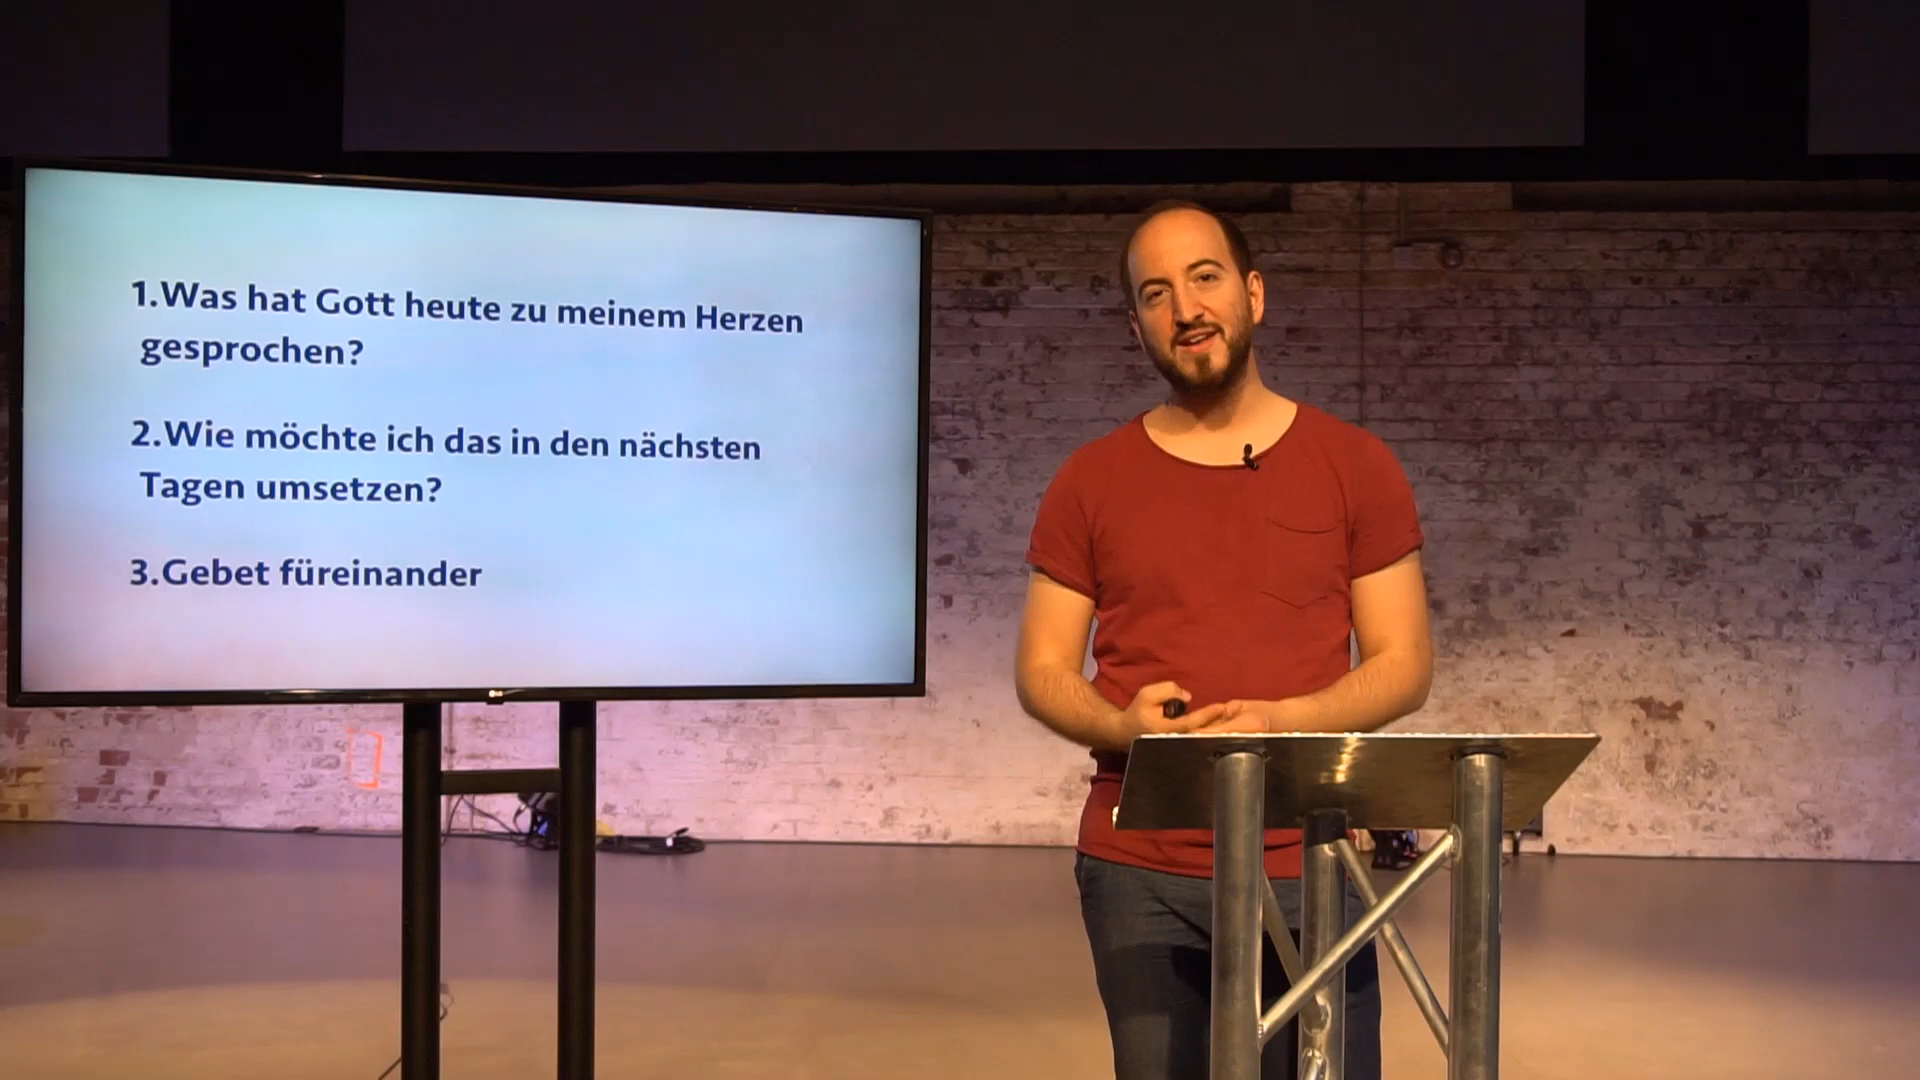 1.Was hat Gott heute zu meinem Herzen
gesprochen?
2.Wie möchte ich das in den nächsten
Tagen umsetzen?
3.Gebet füreinander